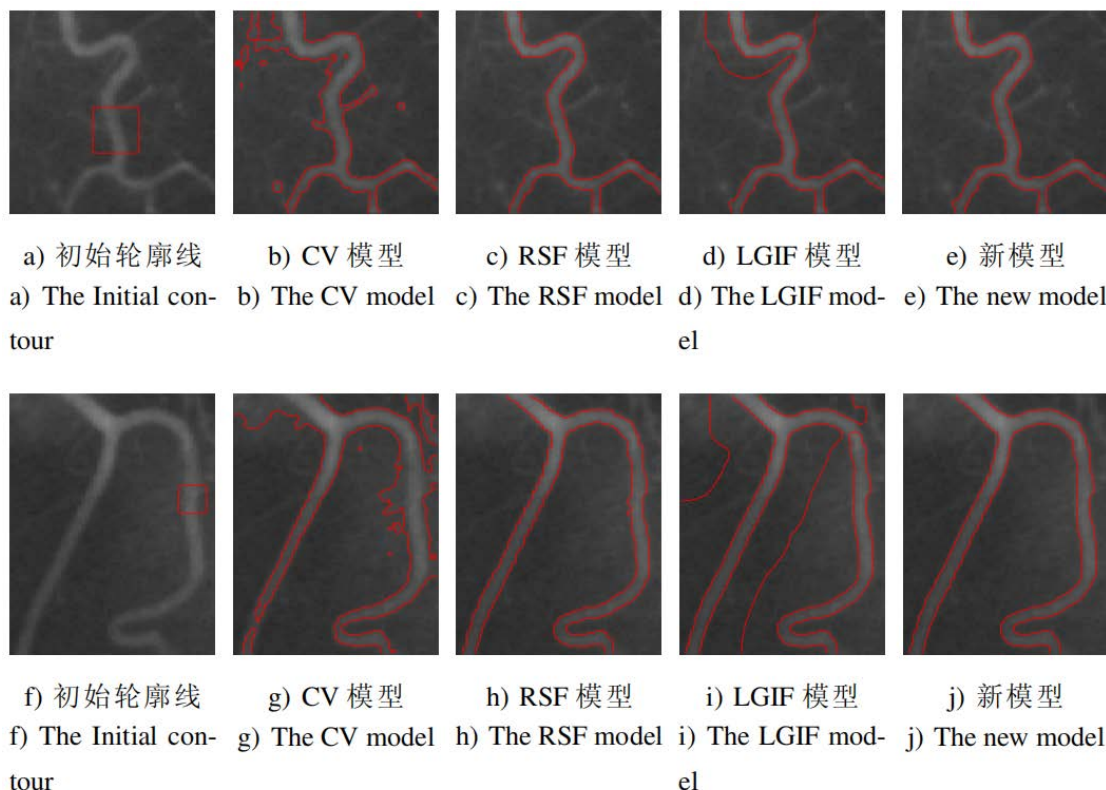 a) 初始轮廓线 b) CV 模型 c) RSF 模型 d) LGIF 模型 e) 新模型
a) The Initial con- b) The CV model c) The RSF model d) The LGIF mod- e) The new model
tour el
f) 初始轮廓线 g) CV 模型 h) RSF 模型 i) LGIF 模型 j) 新模型
f) The Initial con- g) The CV model h) The RSF model i) The LGIF mod- j) The new model
tour el